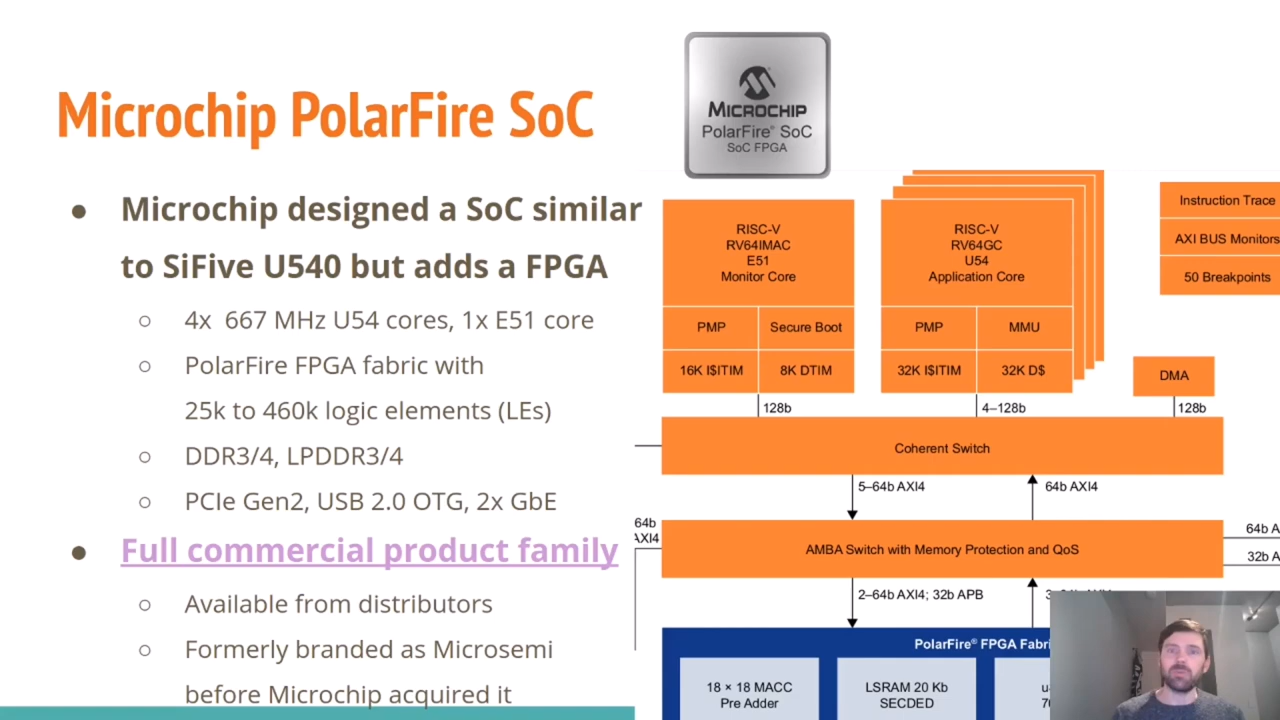 Microchip PolarFire SoC
● Microchip designed a SoC similar
to SiFive U540 but adds a FPGA
○ 4x 667 MHz U54 cores, 1x E51 core
○ PolarFire FPGA fabric with
25k to 460k logic elements (LEs)
○ DDR3/4, LPDDR3/4
○ PCIe Gen2, USB 2.0 OTG, 2x GbE
● Full commercial product family
○ Available from distributors
○ Formerly branded as Microsemi
before Microchip acquired it
MICROCHIP
PolarFire® SoC
SoC FPGA
RISC-V
RV64IMAC
E51
Monitor Core
PMP
Secure Boot
16K I$ITIM
8K DTIM
RISC-V
RV64GC
U54
Application Core
PMP
MMU
32K I$ITIM
32K D$
Instruction Trace
AXI BUS Monitors
50 Breakpoints
DMA
128b
4–128b
128b
Coherent Switch
5–64b AXI4
64b AXI4
64b
AXI4
AMBA Switch with Memory Protection and QoS
64b A
32b A
2–64b AXI4; 32b APB
PolarFire® FPGA Fabri
18 × 18 MACC
Pre Adder
LSRAM 20 Kb
SECDED